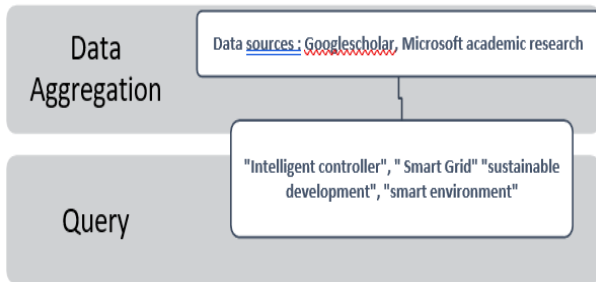 Data
Aggregation
Data sources : Googlescholar, Microsoft academic research
"Intelligent controller", " Smart Grid" "sustainable
development", "smart environment"
Query